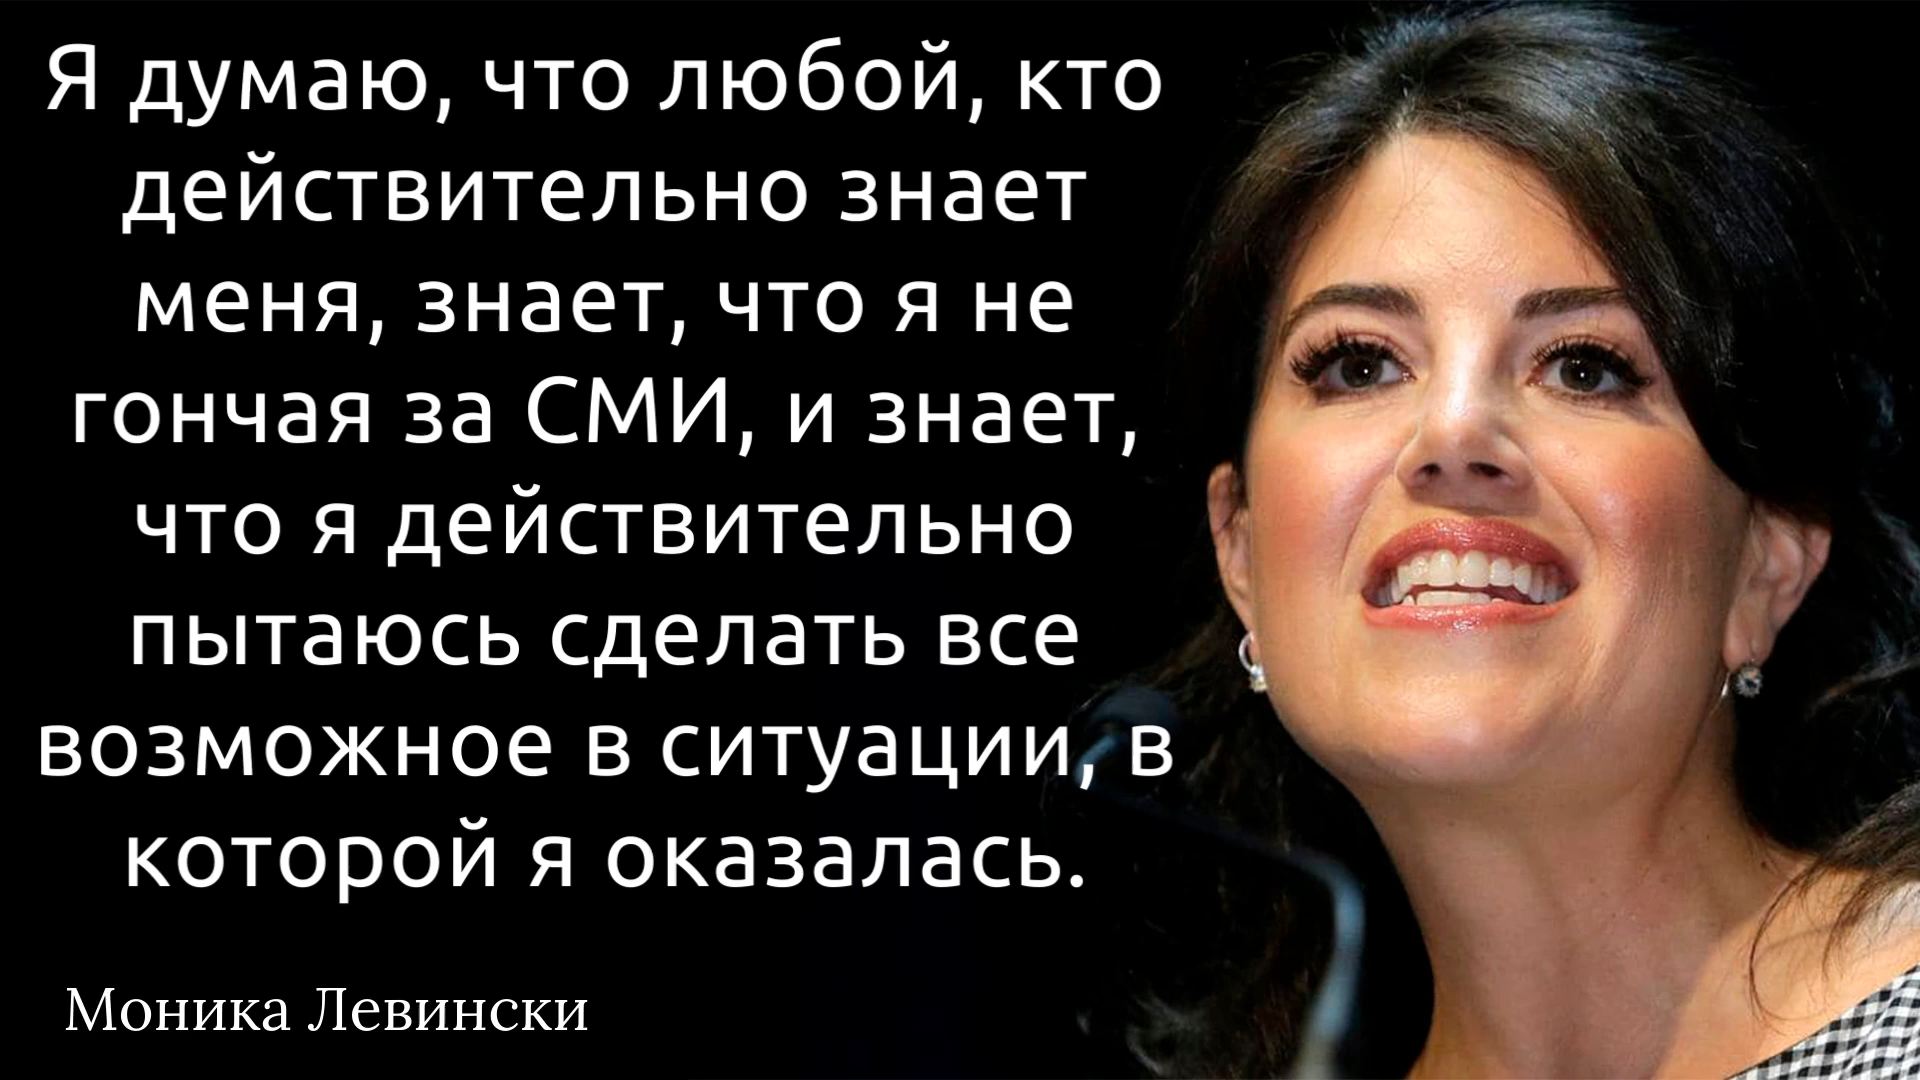 Я думаю, что любой, кто
действительно знает
меня, знает, что я не
гончая за СМИ, и знает,
что я действительно
пытаюсь сделать все
возможное в ситуации, в
которой я оказалась.
Моника Левински